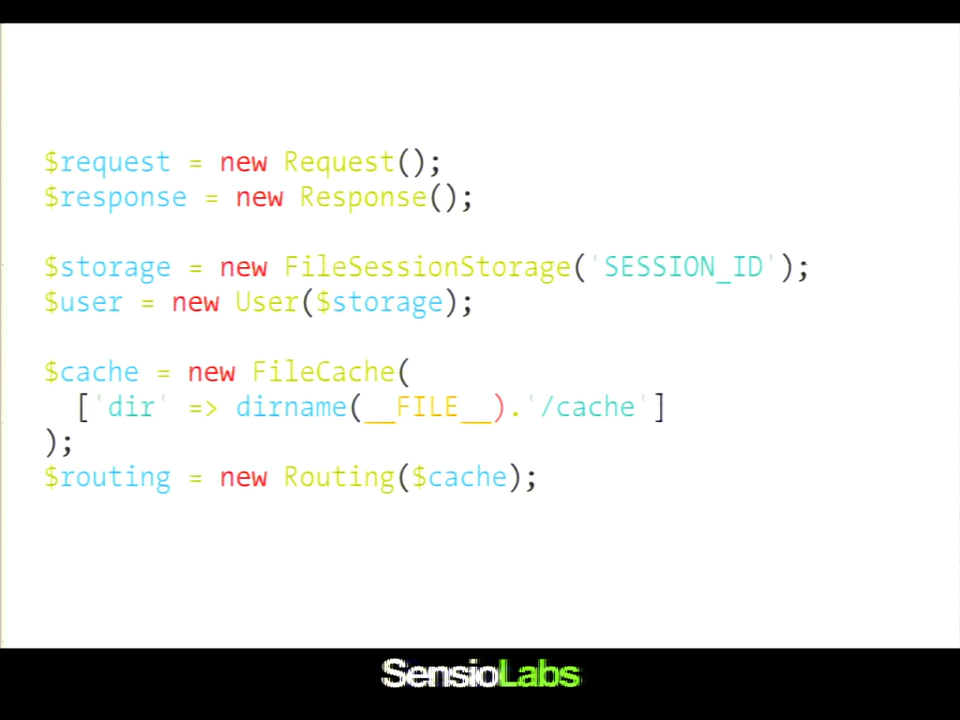 $request = new Request();
$response = new Response();
$storage = new FileSessionStorage('SESSION_ID');
$user = new User($storage);
$cache = new FileCache(
['dir' => dirname(__FILE__).'/cache']
);
$routing = new Routing($cache);
SensioLabs